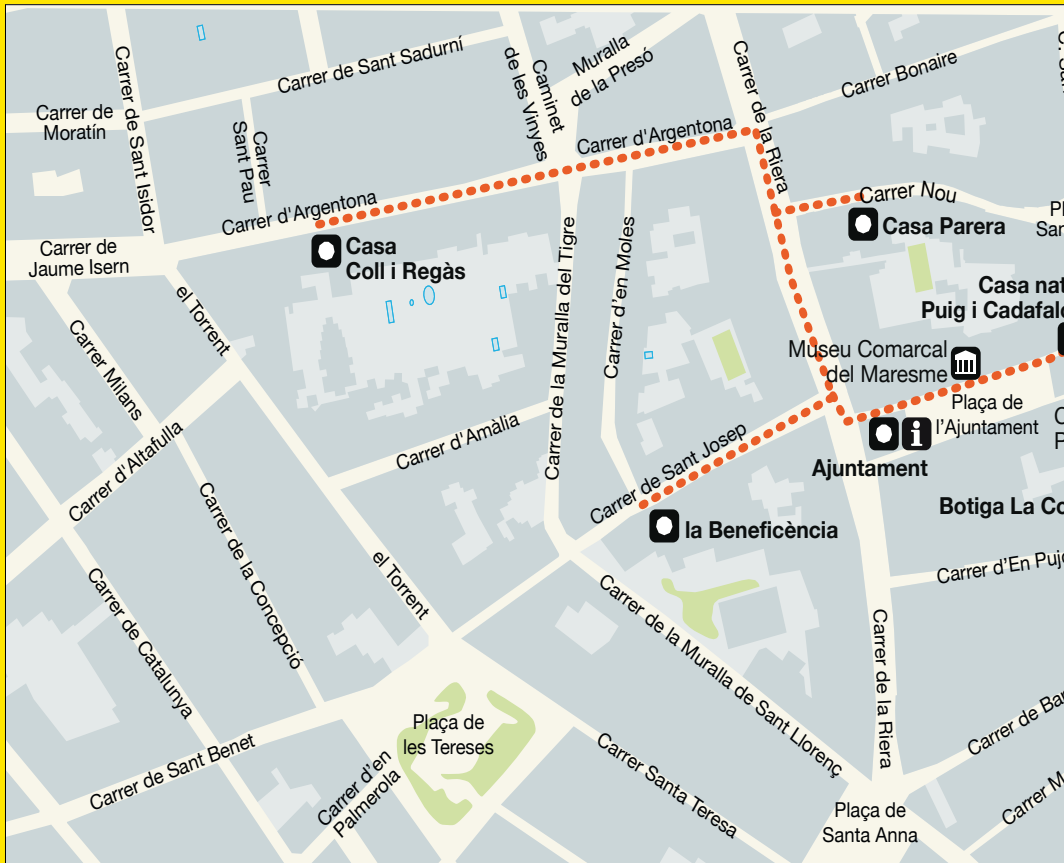 Carrer de Sant Isidor
Carrer de Sant Sadurní
Caminet
de les Vinyes
Muralla
de la Presó
Carrer de la Riera
Carrer Bonaire
Carrer de
Moratín
Carrer
Sant Pau
Carrer d'Argentona
Carrer d'Argentona
Carrer Nou
Casa Parera
Carrer de
Jaume Isern
Casa
Coll i Regàs
el Torrent
Carrer de la Muralla del Tigre
Carrer d'en Moles
Casa nat
Puig i Cadafalc
Museu Comarcal
del Maresme
Carrer Milans
Carrer d'Altafulla
Carrer d'Amàlia
Carrer de Sant Josep
Plaça de
l'Ajuntament
i
Ajuntament
la Beneficència
Botiga La Co
Carrer d'En Pujo
Carrer de la Concepció
el Torrent
Carrer de Catalunya
Carrer de la Muralla de Sant Llorenç
Carrer de la Riera
Carrer de Bar
Plaça de
les Tereses
Carrer de Sant Benet
Carrer d'en
Palmerola
Carrer Santa Teresa
Plaça de
Santa Anna
Carrer M